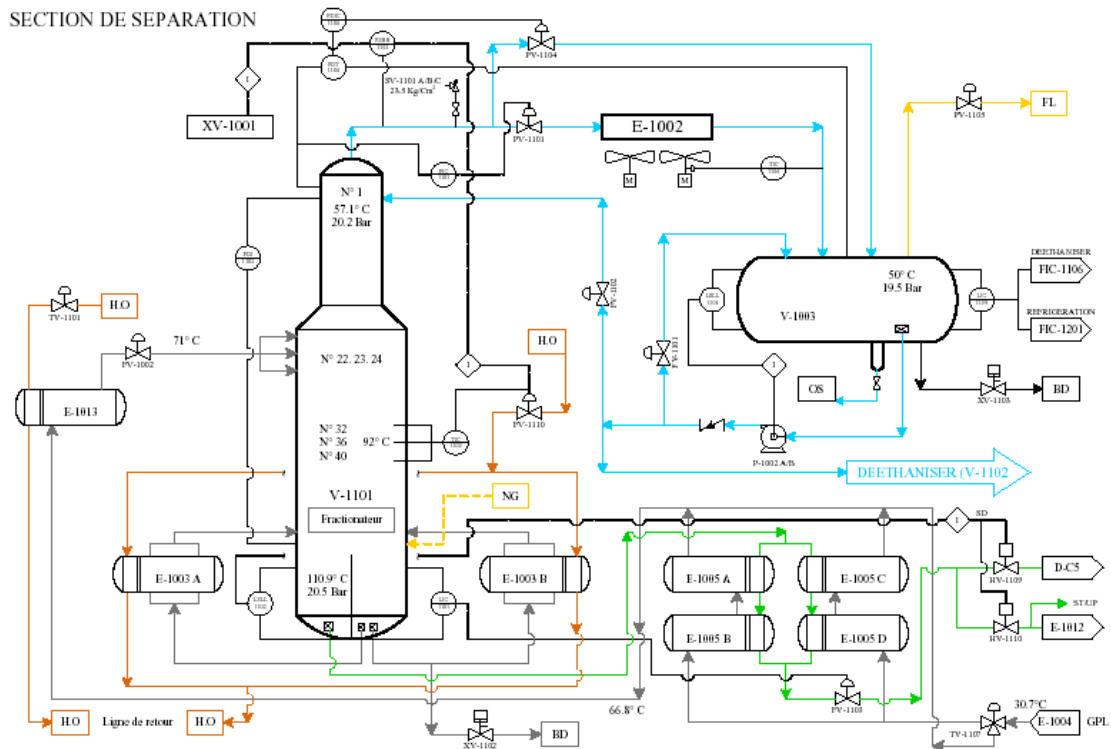 SECTION DE SEPARATION
PV-1104
SV-1101 A/B/C
23.5 Kg/Cm²
XV-1001
I
PV-1101
E-1002
PV-1105
FL
M
M
N° 1
57.1° C
20.2 Bar
DEETHANISER
FIC-1106
REFRIGERATION
FIC-1201
50° C
19.5 Bar
V-1003
TV-1101
H.O
71° C
PV-1002
E-1013
N° 22. 23. 24
H.O
I
PV-1110
FV-1102
FV-1101
I
OS
XV-1103
BD
P-1002 A/B
N° 32
N° 36
N° 40
92° C
DEETHANISER (V-1102
V-1101
Fractionateur
NG
I
SD
E-1003 A
E-1003 B
E-1005 A
E-1005 C
HV-1109
D-C5
110.9° C
20.5 Bar
E-1005 B
E-1005 D
HV-1110
ST/UP
E-1012
66.8° C
FV-1103
30.7°C
E-1004
GPL
TV-1107
H.O
Ligne de retour
H.O
XV-1102
BD